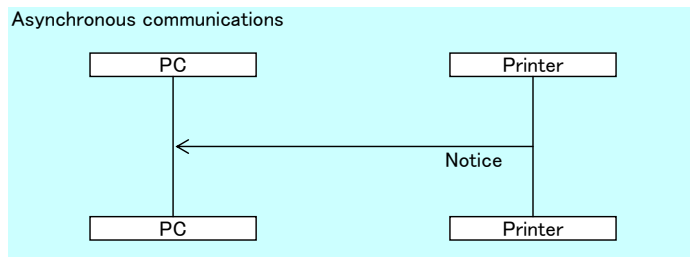 Asynchronous communications
PC
Printer
Notice
PC
Printer